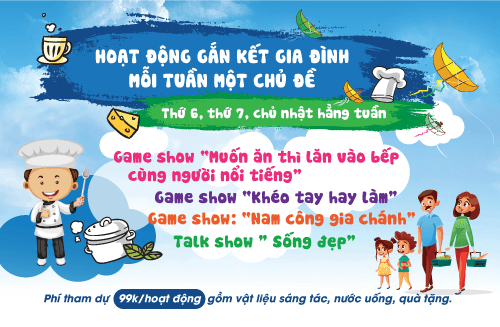 HOẠT ĐỘNG GẮN KẾT GIA ĐÌNH
MỖI TUẦN MỘT CHỦ ĐỀ
Thứ 6, thứ 7, chủ nhật hằng tuần
Game show "Muốn ăn thì lăn vào bếp
cùng người nổi tiếng"
Game show "Khéo tay hay làm"
Game show: "Nam công gia chánh"
Talk show " Sống đẹp"
Phí tham dự 99k/hoạt động gồm vật liệu sáng tác, nước uống, quà tặng.